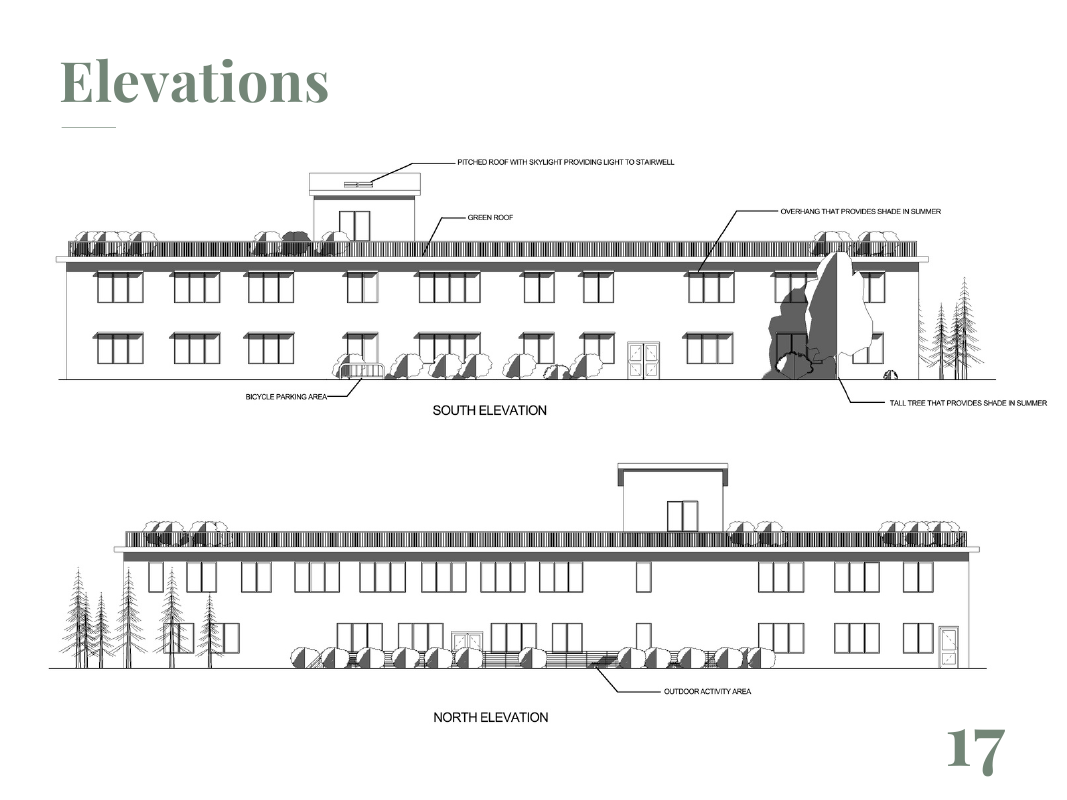 Elevations
PITCHED ROOF WITH SKYLIGHT PROVIDING LIGHT TO STAIRWELL
GREEN ROOF
OVERHANG THAT PROVIDES SHADE IN SUMMER
BICYCLE PARKING AREA
SOUTH ELEVATION
TALL TREE THAT PROVIDES SHADE IN SUMMER
OUTDOOR ACTIVITY AREA
NORTH ELEVATION
17